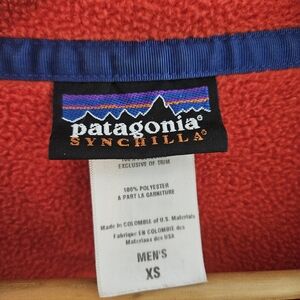 patagonia®
SYNCHILLA®
EXCLUSIVE OF TRIM
100% POLYESTER
A PART LA GARNITURE
Made in COLOMBIA of U.S. Materials
Fabriqué EN COLOMBIE des
Materiaux des USA
MEN'S
XS